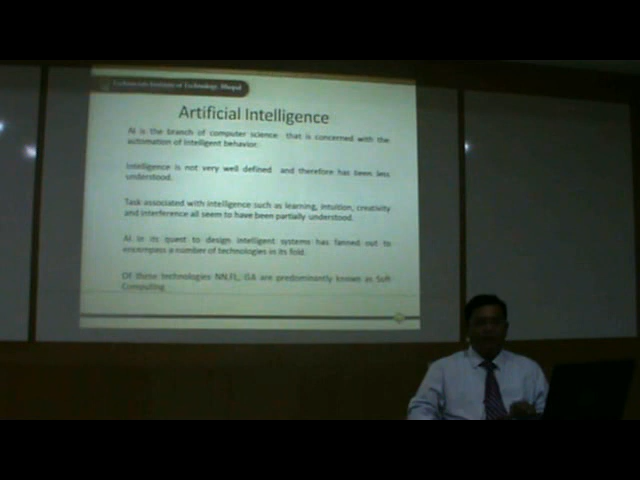 Institute of Technology, Bhopal
Artificial Intelligence
AI is the branch of computer science that is concerned with the
automation of intelligent behavior.
Intelligence is not very well defined and therefore has been less
understood.
Task associated with intelligence such as learning, intuition, creativity
and interference all seem to have been partially understood.
AI in its quest to design intelligent systems has fanned out to
encompass a number of technologies in its fold.
Of these technologies NN,FL, GA are predominantly known as Soft
Computing